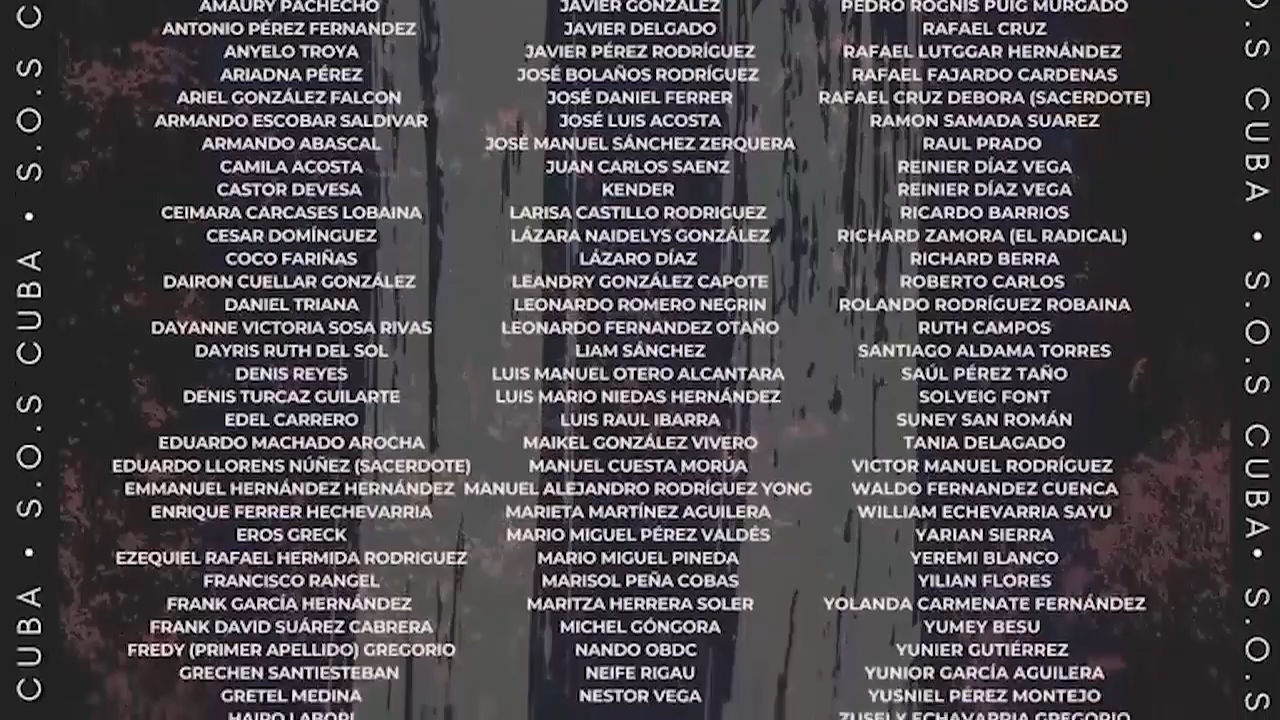 AMAURY PACHECHO
ANTONIO PÉREZ FERNANDEZ
ANYELO TROYA
ARIADNA PÉREZ
ARIEL GONZÁLEZ FALCON
ARMANDO ESCOBAR SALDIVAR
ARMANDO ABASCAL
CAMILA ACOSTA
CASTOR DEVESA
CEIMARA CARCASES LOBAINA
CESAR DOMÍNGUEZ
COCO FARIÑAS
DAIRON CUELLAR GONZÁLEZ
DANIEL TRIANA
DAYANNE VICTORIA SOSA RIVAS
DAYRIS RUTH DEL SOL
DENIS REYES
DENIS TURCAZ GUILARTE
EDEL CARRERO
EDUARDO MACHADO AROCHA
EDUARDO LLORENS NÚÑEZ (SACERDOTE)
EMMANUEL HERNÁNDEZ HERNÁNDEZ
ENRIQUE FERRER HECHEVARRIA
EROS GRECK
EZEQUIEL RAFAEL HERMIDA RODRIGUEZ
FRANCISCO RANGEL
FRANK GARCÍA HERNÁNDEZ
FRANK DAVID SUÁREZ CABRERA
FREDY (PRIMER APELLIDO) GREGORIO
GRECHEN SANTIESTEBAN
GRETEL MEDINA
HAIRO LABORI
JAVIER GONZÁLEZ
JAVIER DELGADO
JAVIER PÉREZ RODRÍGUEZ
JOSÉ BOLAÑOS RODRÍGUEZ
JOSÉ DANIEL FERRER
JOSÉ LUIS ACOSTA
JOSÉ MANUEL SÁNCHEZ ZERQUERA
JUAN CARLOS SAENZ
KENDER
LARISA CASTILLO RODRIGUEZ
LÁZARA NAIDELYS GONZÁLEZ
LÁZARO DÍAZ
LEANDRY GONZÁLEZ CAPOTE
LEONARDO ROMERO NEGRIN
LEONARDO FERNANDEZ OTAÑO
LIAM SÁNCHEZ
LUIS MANUEL OTERO ALCANTARA
LUIS MARIO NIEDAS HERNÁNDEZ
LUIS RAUL IBARRA
MAIKEL GONZÁLEZ VIVERO
MANUEL CUESTA MORÚA
MANUEL ALEJANDRO RODRÍGUEZ YONG
MARIETA MARTÍNEZ AGUILERA
MARIO MIGUEL PÉREZ VALDÉS
MARIO MIGUEL PINEDA
MARISOL PEÑA COBAS
MARITZA HERRERA SOLER
MICHEL GÓNGORA
NANDO OBDC
NEIFE RIGAU
NESTOR VEGA
PEDRO ROGNIS PUIG MURGADO
RAFAEL CRUZ
RAFAEL LUTGGAR HERNÁNDEZ
RAFAEL FAJARDO CARDENAS
RAFAEL CRUZ DEBORA (SACERDOTE)
RAMON SAMADA SUAREZ
RAUL PRADO
REINIER DÍAZ VEGA
REINIER DÍAZ VEGA
RICARDO BARRIOS
RICHARD ZAMORA (EL RADICAL)
RICHARD BERRA
ROBERTO CARLOS
ROLANDO RODRÍGUEZ ROBAINA
RUTH CAMPOS
SANTIAGO ALDAMA TORRES
SAÚL PÉREZ TAÑO
SOLVEIG FONT
SUNEY SAN ROMÁN
TANIA DELAGADO
VICTOR MANUEL RODRÍGUEZ
WALDO FERNANDEZ CUENCA
WILLIAM ECHEVARRIA SAYU
YARIAN SIERRA
YEREMI BLANCO
YILIAN FLORES
YOLANDA CARMENATE FERNÁNDEZ
YUMEY BESU
YUNIER GUTIÉRREZ
YUNIOR GARCÍA AGUILERA
YUSNIEL PÉREZ MONTEJO
ZUSELY ECHAVARRIA GREGORIO
CUBA • S.O.S CUBA • S.O.S C
O.S CUBA • S.O.S CUBA • S.O.S